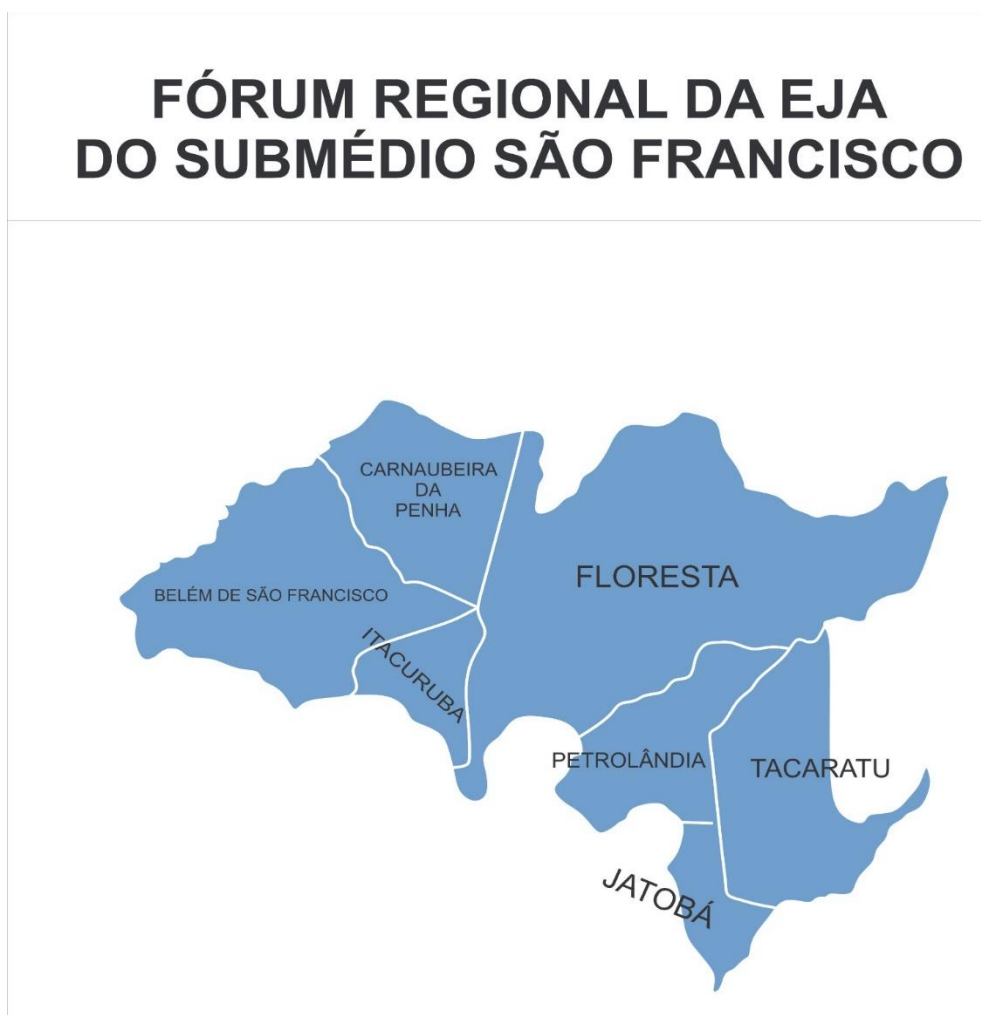 FÓRUM REGIONAL DA EJA
DO SUBMÉDIO SÃO FRANCISCO
CARNAUBEIRA
DA
PENHA
FLORESTA
BELÉM DE SÃO FRANCISCO
ITACURUBA
PETROLÂNDIA
TACARATU
JATOBÁ